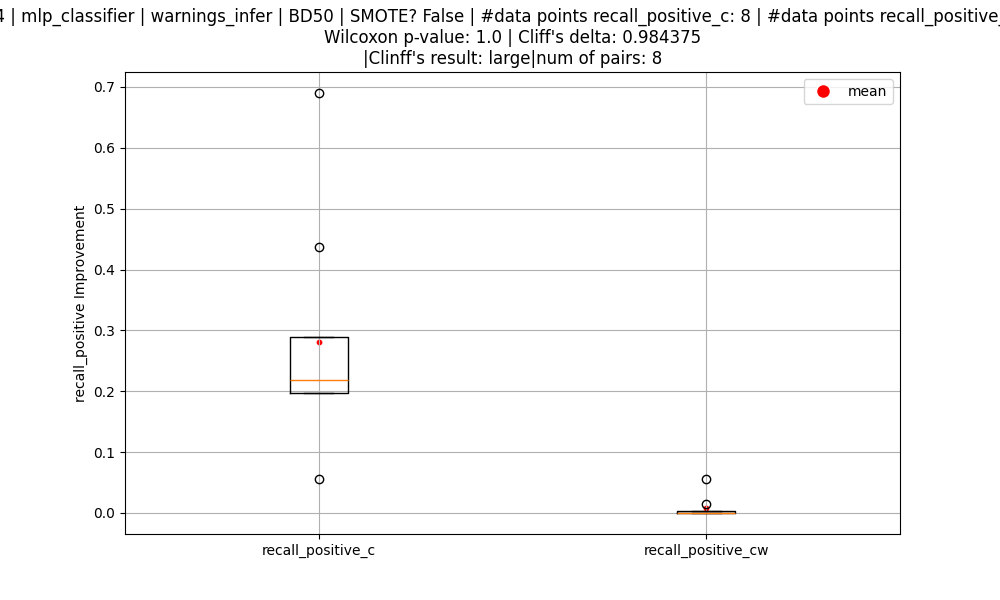 4 | mlp_classifier | warnings_infer | BD50 | SMOTE? False | #data points recall_positive_c: 8 | #data points recall_positive_
Wilcoxon p-value: 1.0 | Cliff's delta: 0.984375
|Clinff's result: large|num of pairs: 8
mean
0.7
0.6
0.5
0.4
0.3
0.2
0.1
0.0
recall_positive Improvement
recall_positive_c
recall_positive_cw